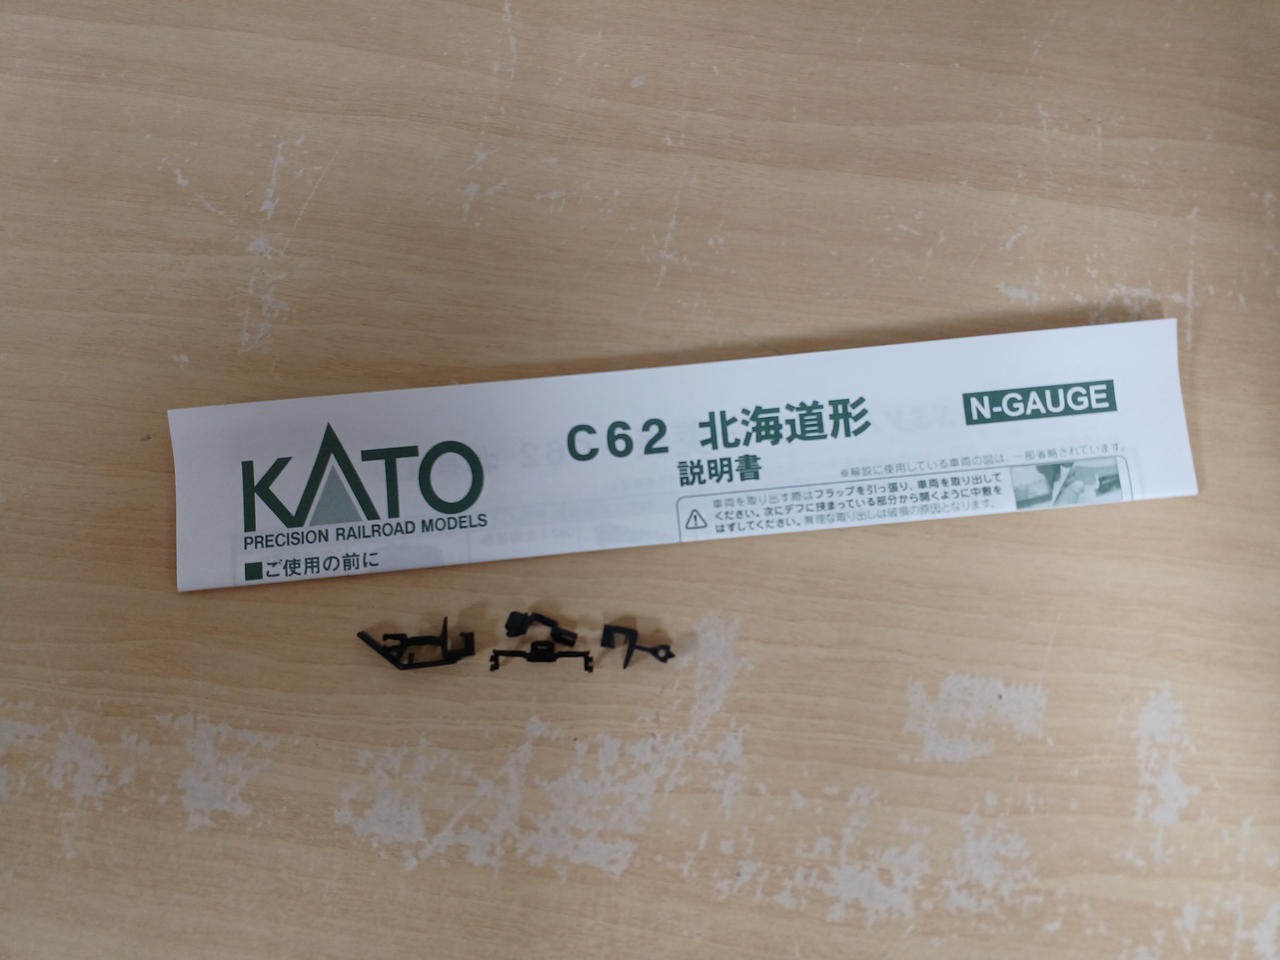 KATO
PRECISION RAILROAD MODELS
C62 北海道形
説明書
N-GAUGE
※解説に使用している車両の図は、一部省略されています。
車両を取り出す際はフラップを引っ張り、車両を取り出して
ください。次にデフに挟まっている部分から開くように中敷を
はずしてください。無理な取り出しは破損の原因となります。
■ご使用の前に